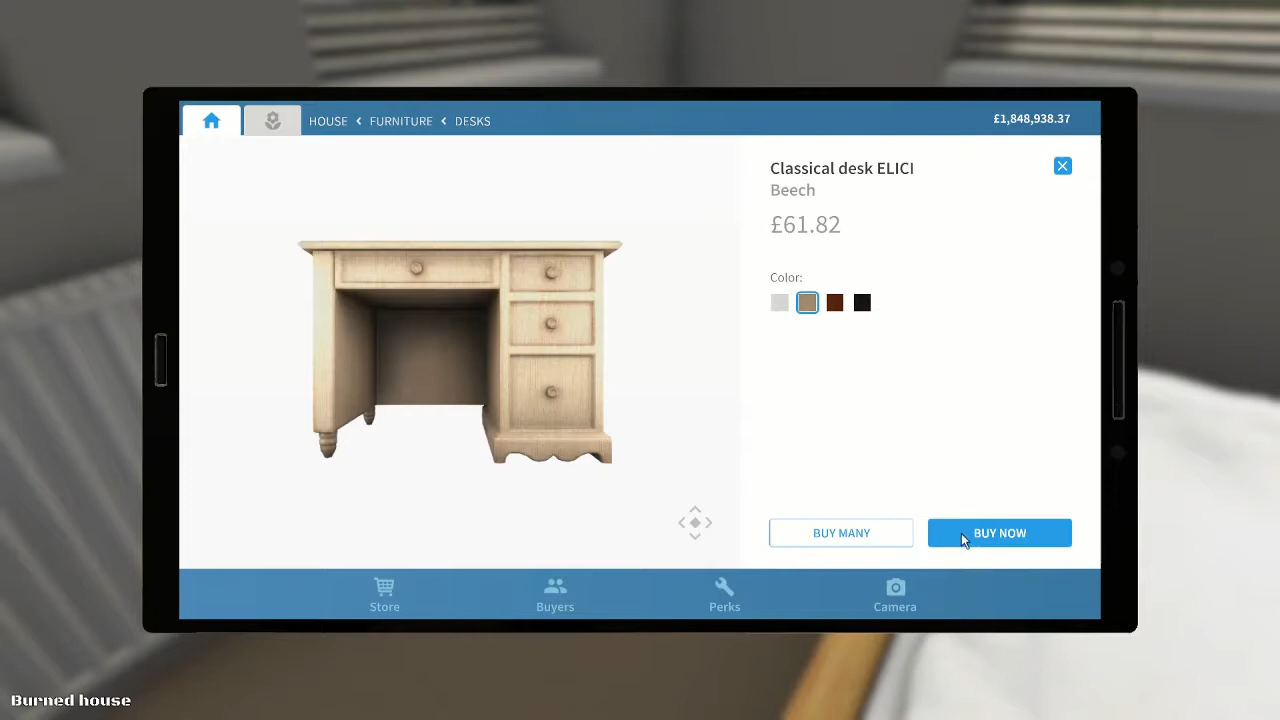 HOUSE < FURNITURE < DESKS
£1,848,938.37
Classical desk ELICI
Beech
£61.82
Color:
BUY MANY
BUY NOW
Store
Buyers
Perks
Camera
Burned house